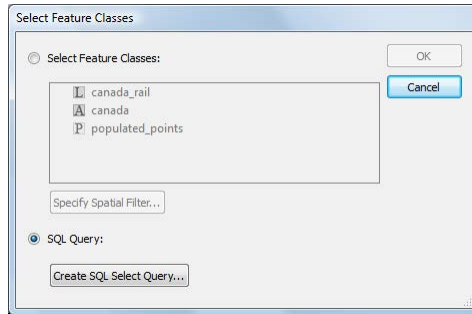 Select Feature Classes
Select Feature Classes:
OK
Cancel
L canada_rail
A canada
P populated_points
Specify Spatial Filter...
SQL Query:
Create SQL Select Query...